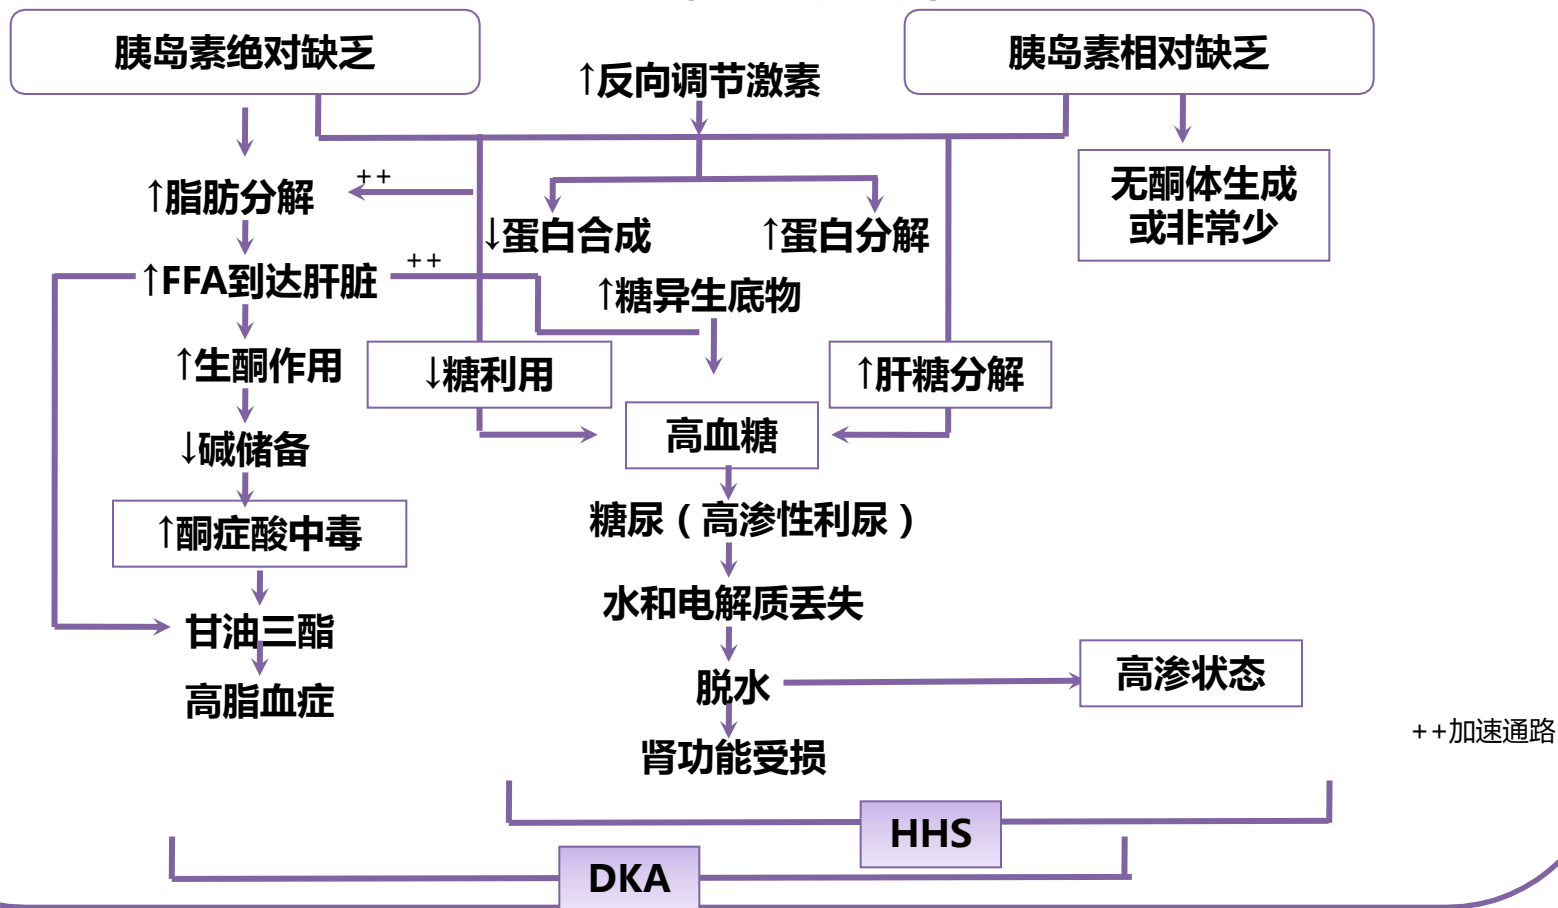 胰岛素绝对缺乏
胰岛素相对缺乏
↑反向调节激素
无酮体生成
或非常少
++
↑脂肪分解
↓蛋白合成
↑蛋白分解
++
↑FFA到达肝脏
↑糖异生底物
↑生酮作用
↓糖利用
↑肝糖分解
高血糖
↓碱储备
糖尿（高渗性利尿）
↑酮症酸中毒
水和电解质丢失
甘油三酯
脱水
高渗状态
高脂血症
++加速通路
肾功能受损
HHS
DKA